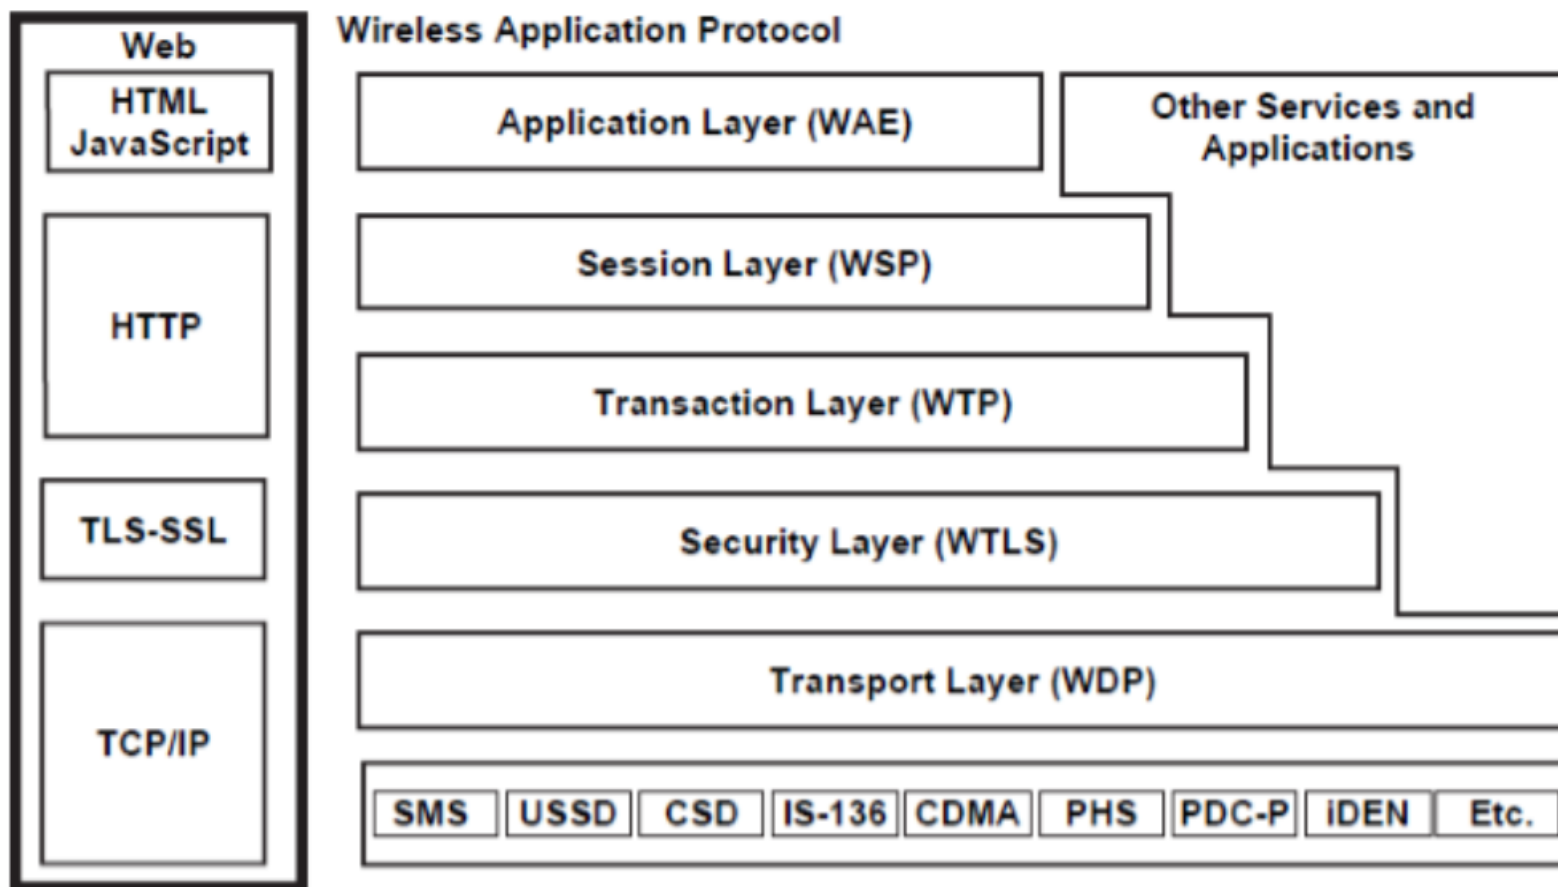 Web
HTML
JavaScript
HTTP
TLS-SSL
TCP/IP
Wireless Application Protocol
Application Layer (WAE)
Other Services and
Applications
Session Layer (WSP)
Transaction Layer (WTP)
Security Layer (WTLS)
Transport Layer (WDP)
SMS USSD CSD IS-136 CDMA PHS PDC-P iDEN Etc.